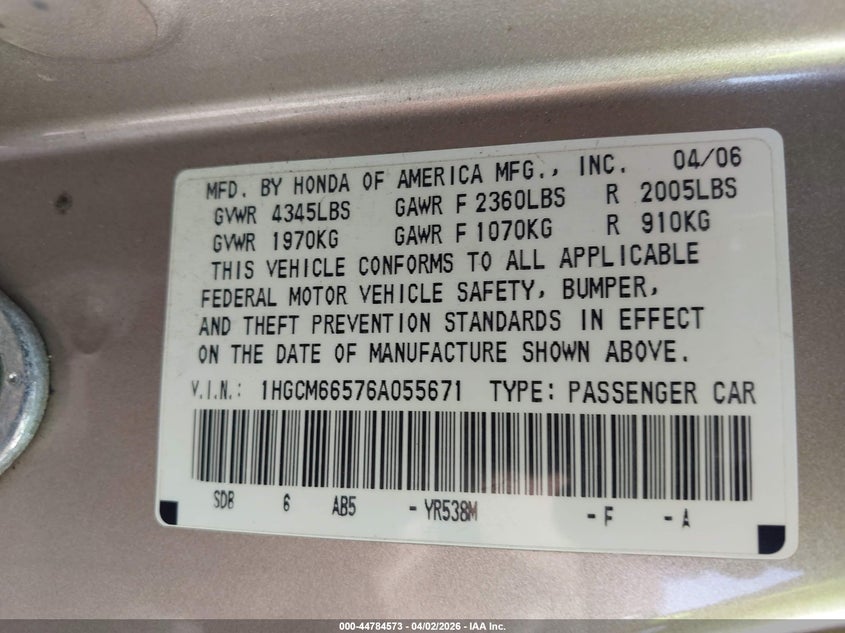 MFD. BY HONDA OF AMERICA MFG., INC. 04/06
GVWR 4345LBS GAWR F 2360LBS R 2005LBS
GVWR 1970KG GAWR F 1070KG R 910KG
THIS VEHICLE CONFORMS TO ALL APPLICABLE
FEDERAL MOTOR VEHICLE SAFETY, BUMPER,
AND THEFT PREVENTION STANDARDS IN EFFECT
ON THE DATE OF MANUFACTURE SHOWN ABOVE.
V.I.N.: 1HGCM66576A055671 TYPE: PASSENGER CAR
SDB 6 AB5 - YR538M - F - A
000-44784573 - 04/02/2026 - IAA Inc.